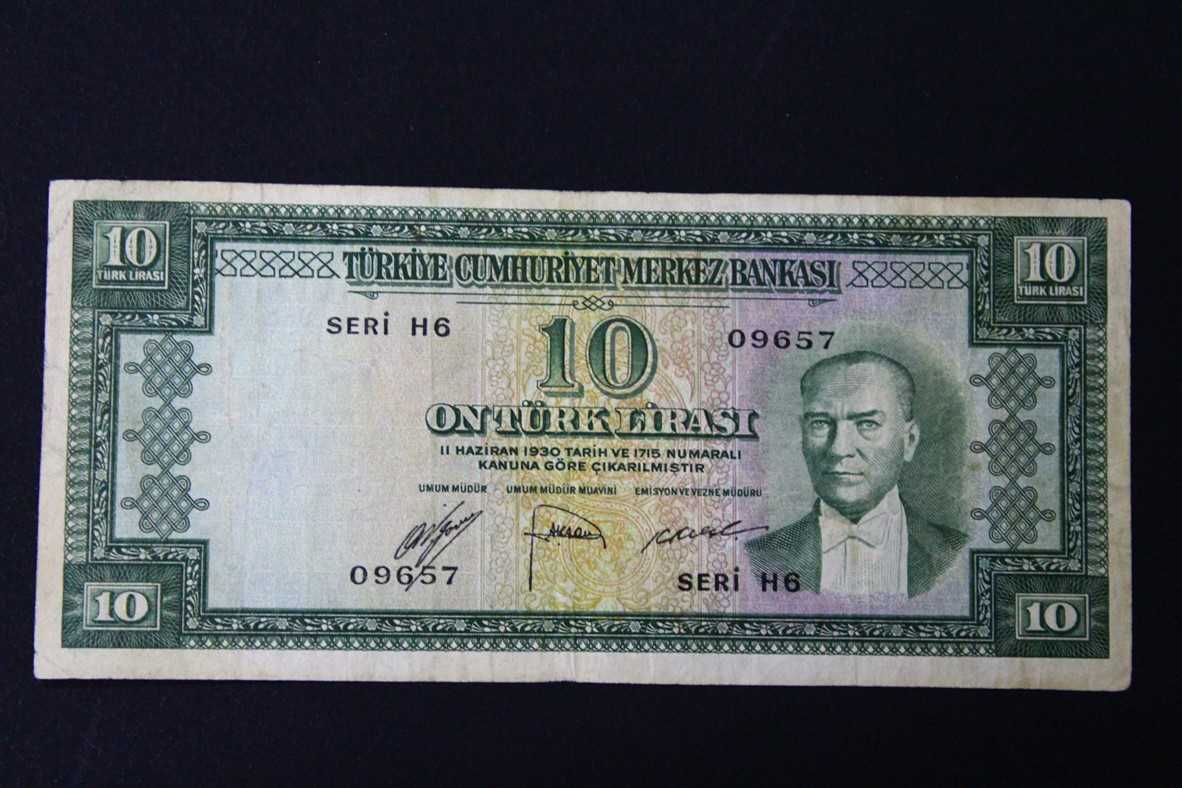 10 10
TÜRK LİRASI TÜRK LİRASI
TÜRKİYE CUMHURİYET MERKEZ BANKASI
SERİ H6 10 09657
ON TÜRK LİRASI
11 HAZİRAN 1930 TARİH VE 1715 NUMARALI
KANUNA GÖRE ÇIKARILMIŞTIR
UMUM MÜDÜR UMUM MÜDÜR MUAVİNİ EMİSYON VE VEZNE MÜDÜRÜ
09657 SERİ H6
10 10